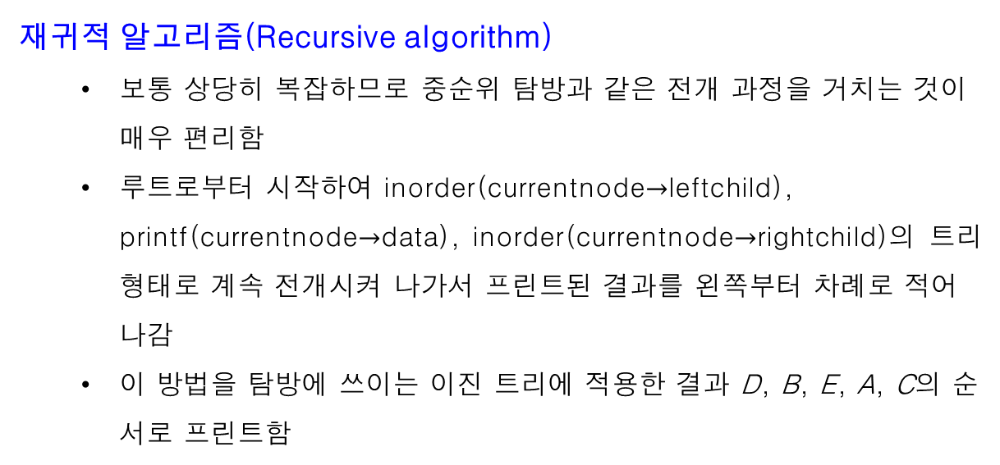 재귀적 알고리즘(Recursive algorithm)
• 보통 상당히 복잡하므로 중순위 탐방과 같은 전개 과정을 거치는 것이
매우 편리함
• 루트로부터 시작하여 inorder(currentnode→leftchild),
printf(currentnode→data), inorder(currentnode→rightchild)의 트리
형태로 계속 전개시켜 나가서 프린트된 결과를 왼쪽부터 차례로 적어
나감
• 이 방법을 탐방에 쓰이는 이진 트리에 적용한 결과 D, B, E, A, C의 순
서로 프린트함